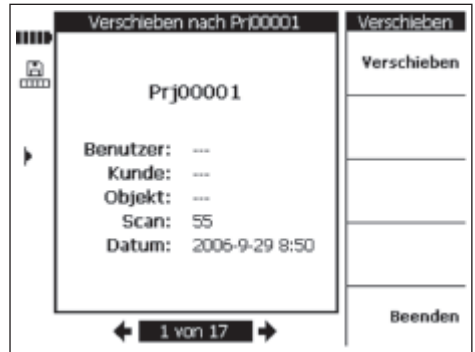 Verschieben nach Prj00001
Prj00001
Benutzer: ---
Kunde: ---
Objekt: ---
Scan: 55
Datum: 2006-9-29 8:50
1 von 17
Verschieben
Verschieben
Beenden